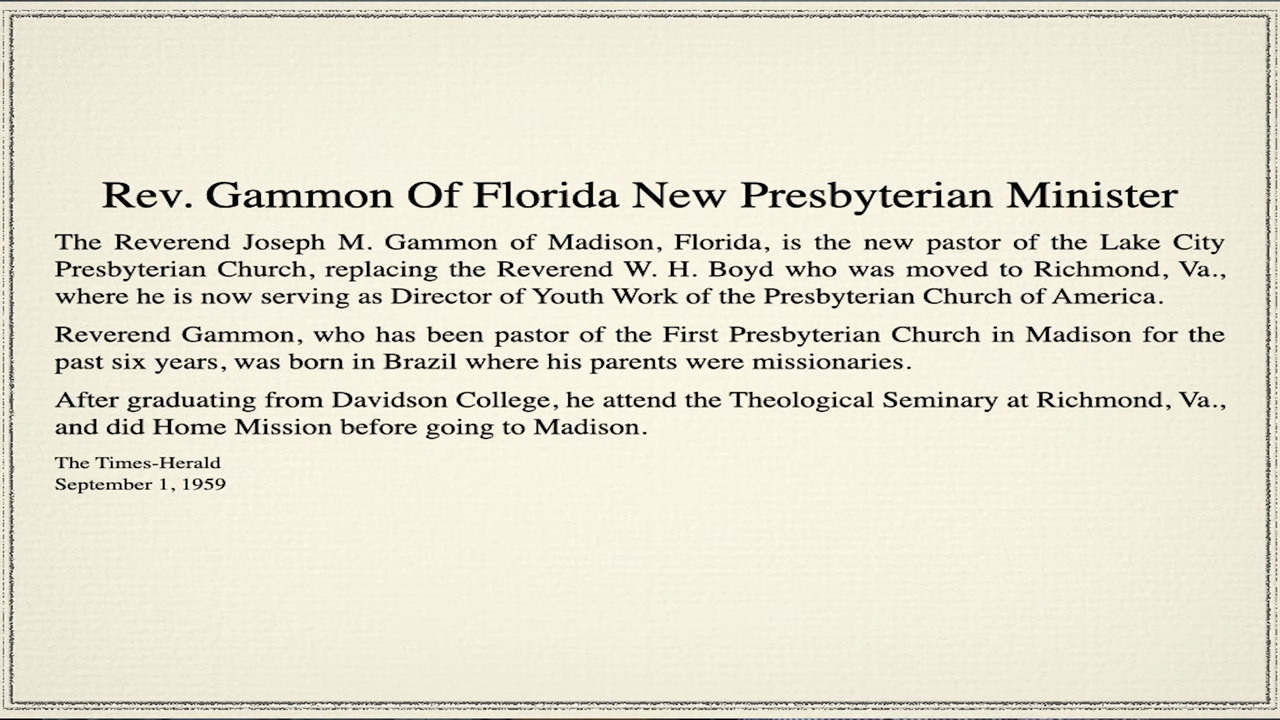 Rev. Gammon Of Florida New Presbyterian Minister
The Reverend Joseph M. Gammon of Madison, Florida, is the new pastor of the Lake City
Presbyterian Church, replacing the Reverend W. H. Boyd who was moved to Richmond, Va.,
where he is now serving as Director of Youth Work of the Presbyterian Church of America.
Reverend Gammon, who has been pastor of the First Presbyterian Church in Madison for the
past six years, was born in Brazil where his parents were missionaries.
After graduating from Davidson College, he attend the Theological Seminary at Richmond, Va.,
and did Home Mission before going to Madison.
The Times-Herald
September 1, 1959